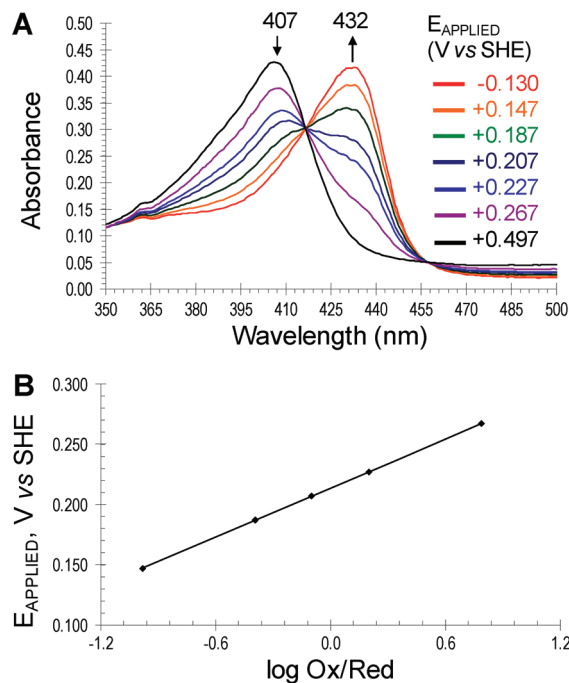 A
0.50
0.45
0.40
0.35
0.30
0.25
0.20
0.15
0.10
0.05
0.00
Absorbance
407
432
E_APPLIED
(V vs SHE)
-0.130
+0.147
+0.187
+0.207
+0.227
+0.267
+0.497
350 365 380 395 410 425 440 455 470 485 500
Wavelength (nm)
B
0.300
0.250
0.200
0.150
0.100
E_APPLIED, V vs SHE
-1.2 -0.6 0.0 0.6 1.2
log Ox/Red